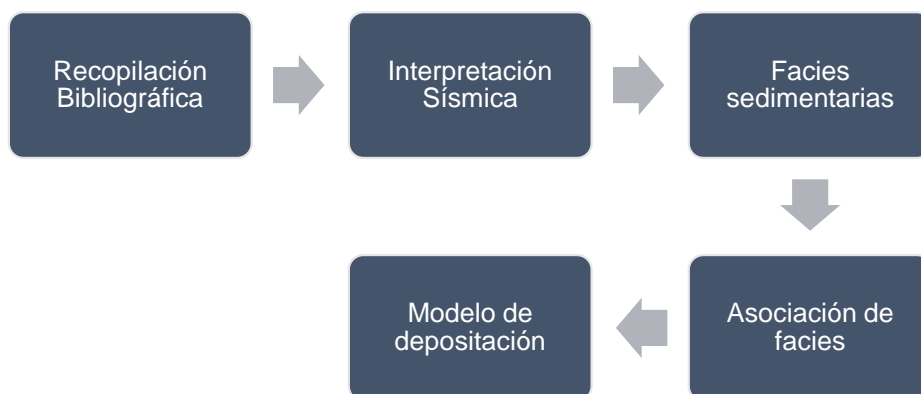 Recopilación
Bibliográfica
Interpretación
Sísmica
Facies
sedimentarias
Asociación de
facies
Modelo de
depositación